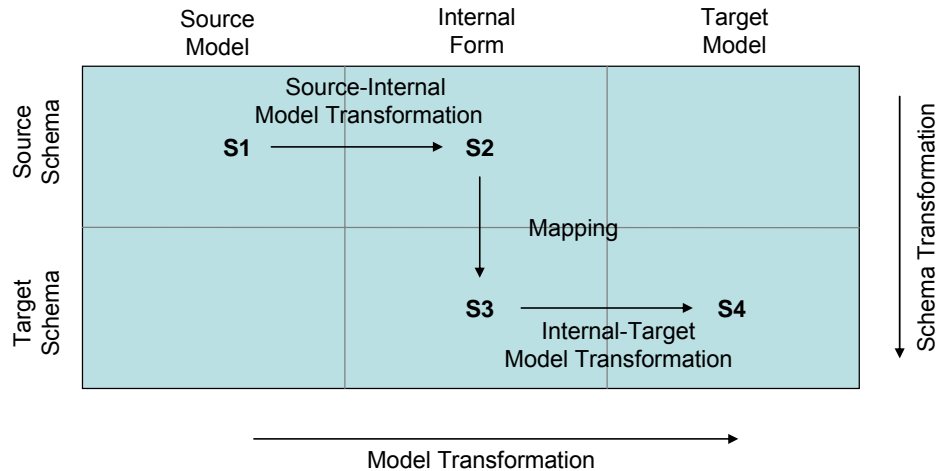 Source
Model
Internal
Form
Target
Model
Source
Schema
Source-Internal
Model Transformation
S1
S2
Mapping
Target
Schema
S3
S4
Internal-Target
Model Transformation
Schema Transformation
Model Transformation